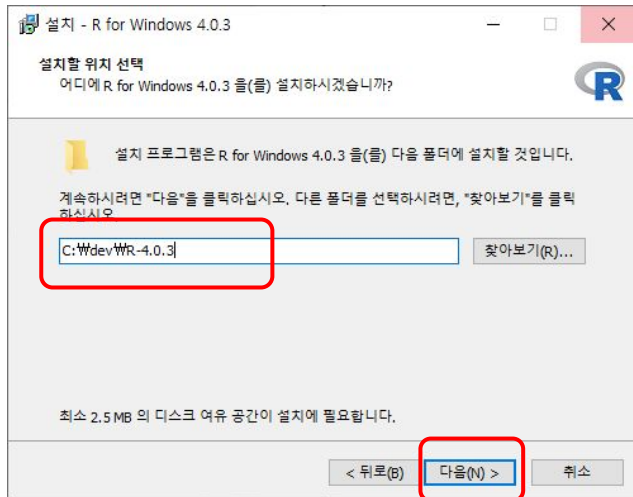 설치 - R for Windows 4.0.3
설치할 위치 선택
어디에 R for Windows 4.0.3 을(를) 설치하시겠습니까?
R
설치 프로그램은 R for Windows 4.0.3 을(를) 다음 폴더에 설치할 것입니다.
계속하시려면 "다음"을 클릭하십시오. 다른 폴더를 선택하시려면, "찾아보기"를 클릭
하십시오
C:₩dev₩R-4.0.3
찾아보기(R)...
최소 2.5 MB 의 디스크 여유 공간이 설치에 필요합니다.
< 뒤로(B) 다음(N) > 취소